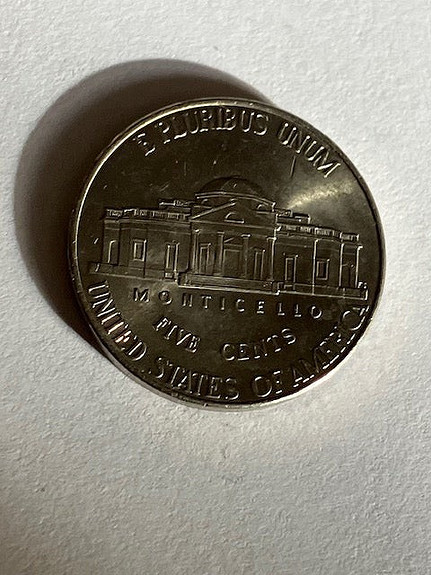 E PLURIBUS UNUM
MONTICELLO
FIVE CENTS
UNITED STATES OF AMERICA